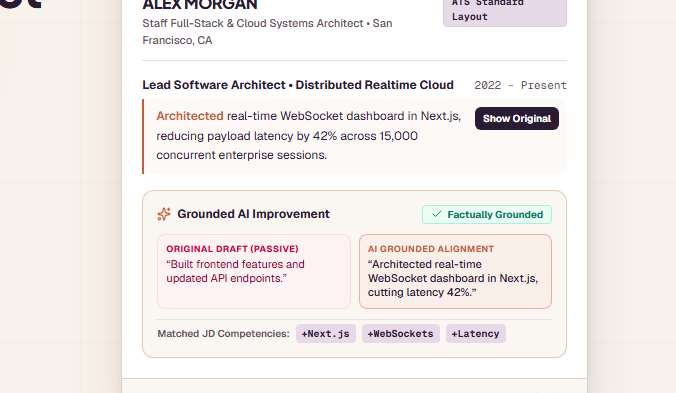 ALEX MORGAN
Staff Full-Stack & Cloud Systems Architect • San
Francisco, CA
ATS Standard
Layout
Lead Software Architect • Distributed Realtime Cloud
2022 - Present
Architected real-time WebSocket dashboard in Next.js,
reducing payload latency by 42% across 15,000
concurrent enterprise sessions.
Show Original
Grounded AI Improvement
Factually Grounded
ORIGINAL DRAFT (PASSIVE)
“Built frontend features and
updated API endpoints.”
AI GROUNDED ALIGNMENT
“Architected real-time
WebSocket dashboard in Next.js,
cutting latency 42%.”
Matched JD Competencies:
+Next.js
+WebSockets
+Latency